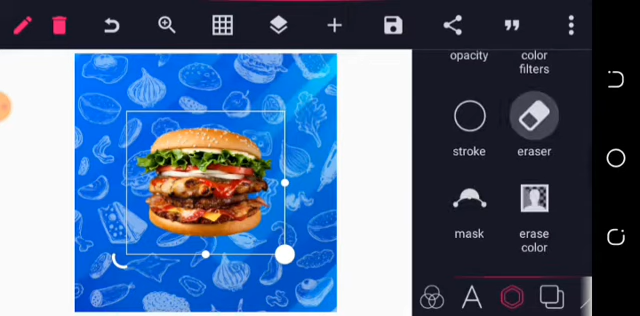 opacity
color
filters
stroke
eraser
mask
erase
color
A